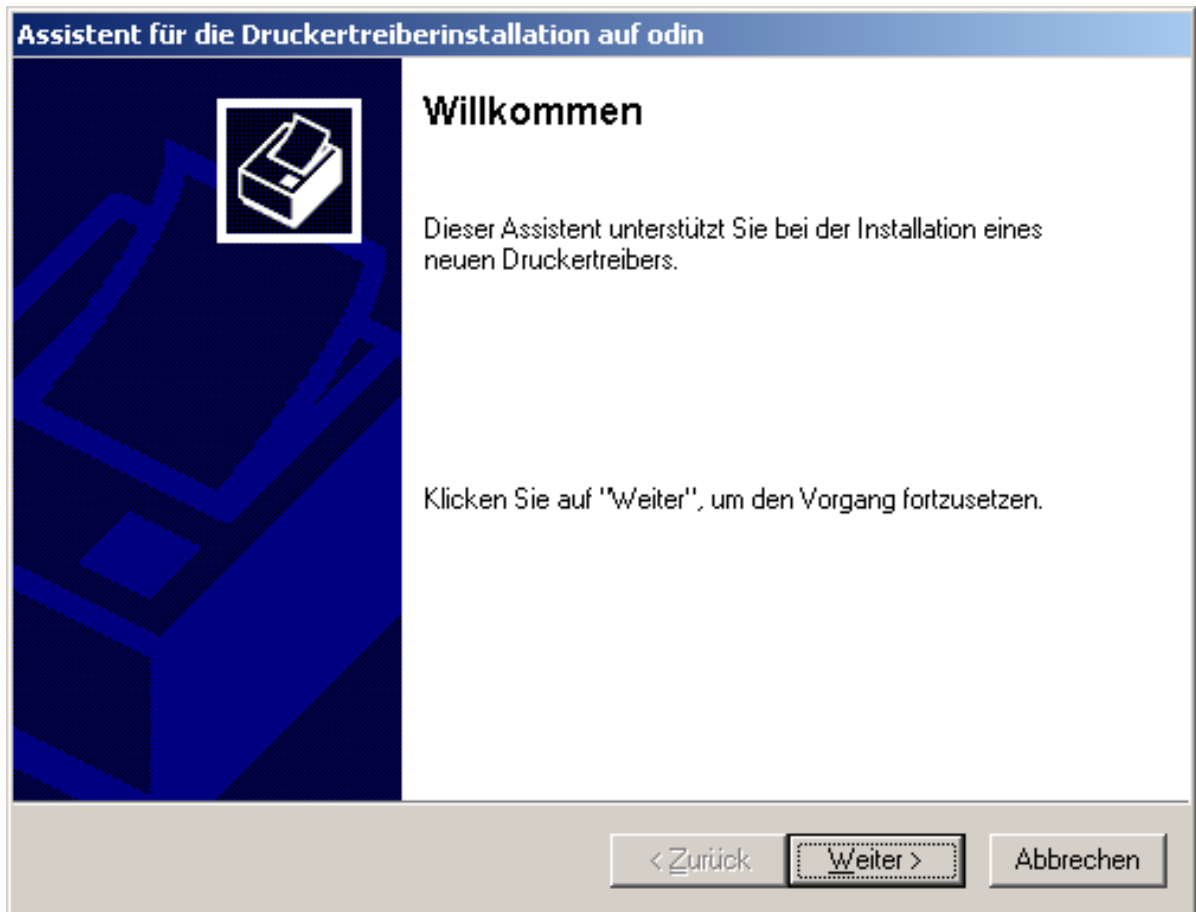 Assistent für die Druckertreiberinstallation auf odin
Willkommen
Dieser Assistent unterstützt Sie bei der Installation eines
neuen Druckertreibers.
Klicken Sie auf "Weiter", um den Vorgang fortzusetzen.
< Zurück
Weiter >
Abbrechen